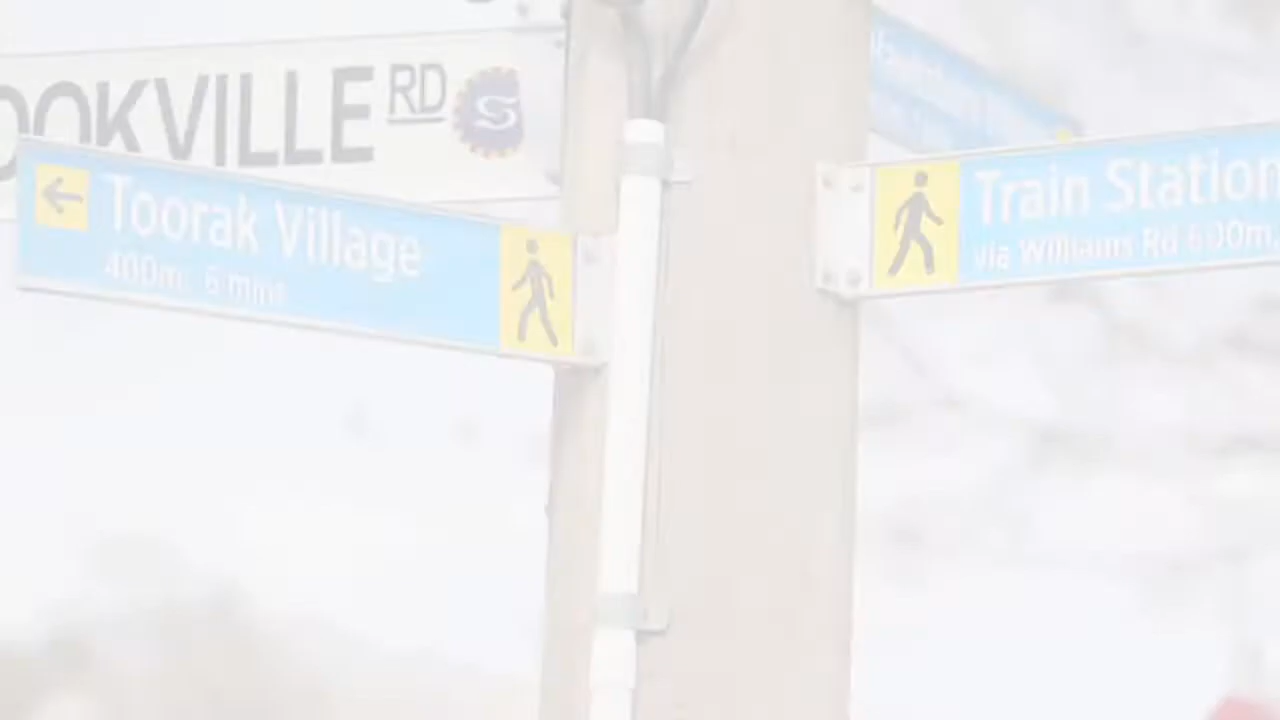 OOKVILLE RD
S
Toorak Village
400m, 6 mins
Train Station
via Williams Rd 600m,